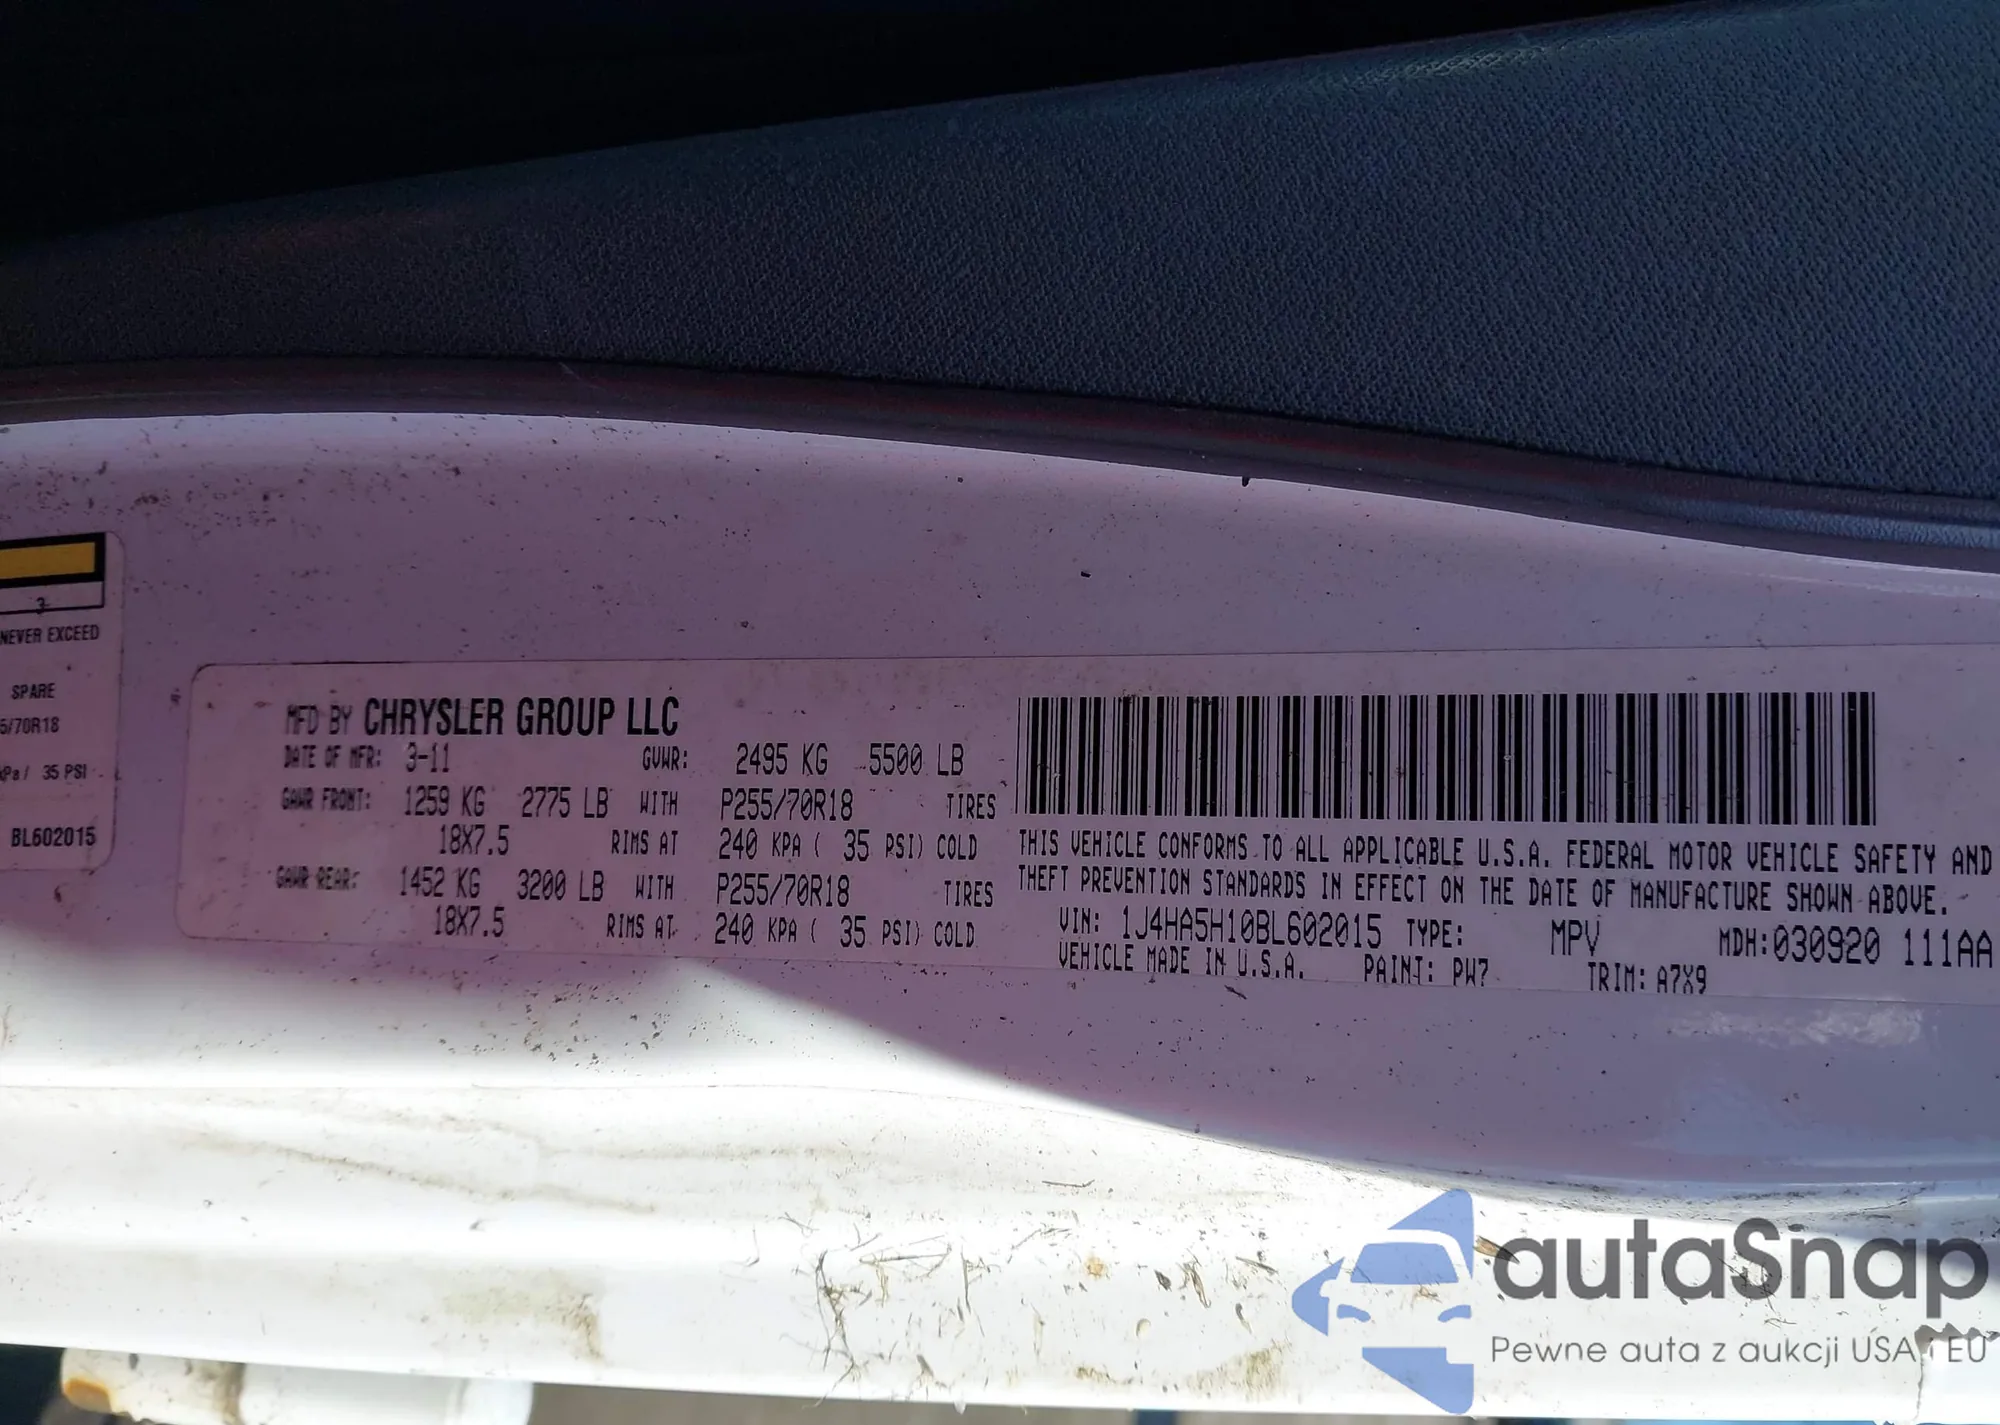 3
NEVER EXCEED
SPARE
5/70R18
kPa / 35 PSI
BL602015
MFD BY CHRYSLER GROUP LLC
DATE OF MFR: 3-11 GVWR: 2495 KG 5500 LB
GAWR FRONT: 1259 KG 2775 LB WITH P255/70R18 TIRES
18X7.5 RIMS AT 240 KPA ( 35 PSI) COLD
GAWR REAR: 1452 KG 3200 LB WITH P255/70R18 TIRES
18X7.5 RIMS AT 240 KPA ( 35 PSI) COLD
THIS VEHICLE CONFORMS TO ALL APPLICABLE U.S.A. FEDERAL MOTOR VEHICLE SAFETY AND
THEFT PREVENTION STANDARDS IN EFFECT ON THE DATE OF MANUFACTURE SHOWN ABOVE.
VIN: 1J4HA5H10BL602015 TYPE: MPV MDH:030920 111AA
VEHICLE MADE IN U.S.A. PAINT: PW7 TRIM: A7X9
autaSnap
Pewne auta z aukcji USA i EU